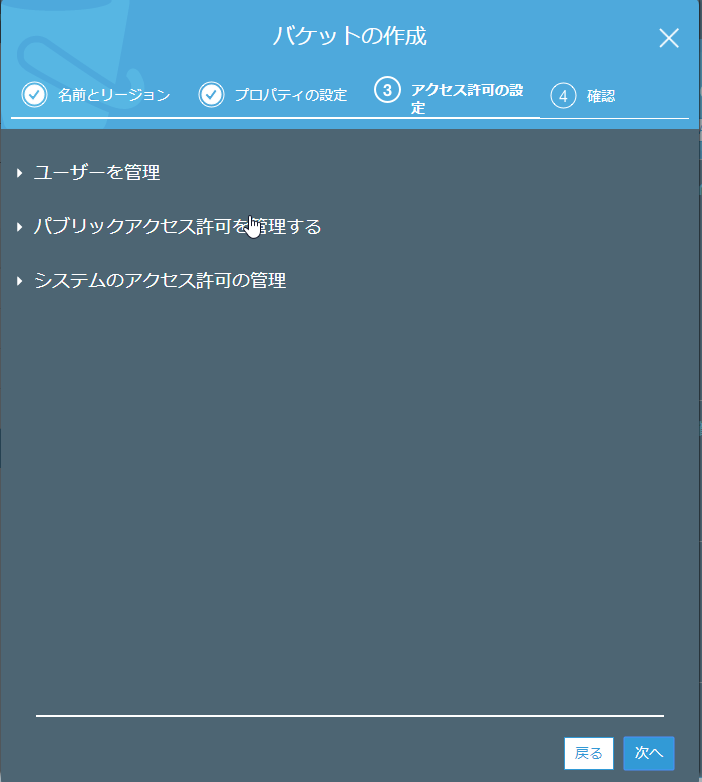 バケットの作成
名前とリージョン
プロパティの設定
3 アクセス許可の設
定
4 確認
ユーザーを管理
パブリックアクセス許可を管理する
システムのアクセス許可の管理
戻る
次へ